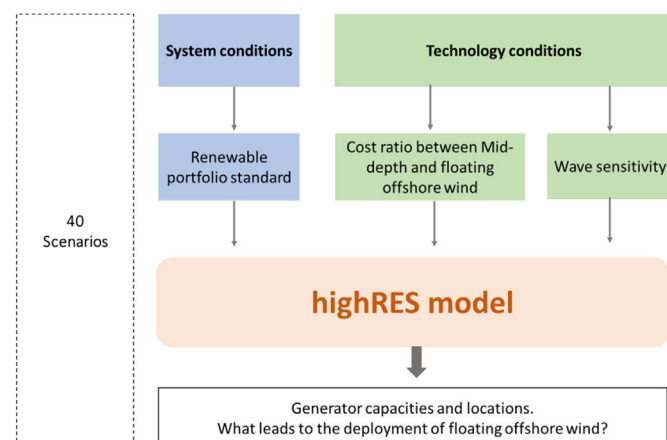 System conditions
Technology conditions
Renewable
portfolio standard
Cost ratio between Mid-
depth and floating
offshore wind
Wave sensitivity
40
Scenarios
highRES model
Generator capacities and locations.
What leads to the deployment of floating offshore wind?